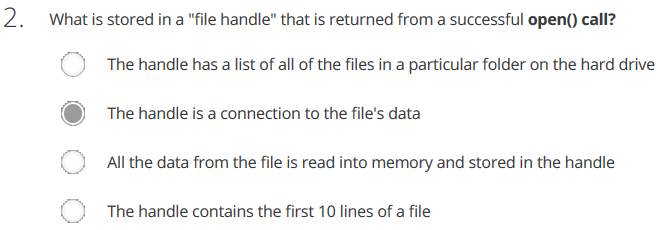 2. What is stored in a "file handle" that is returned from a successful open() call?
The handle has a list of all of the files in a particular folder on the hard drive
The handle is a connection to the file's data
All the data from the file is read into memory and stored in the handle
The handle contains the first 10 lines of a file